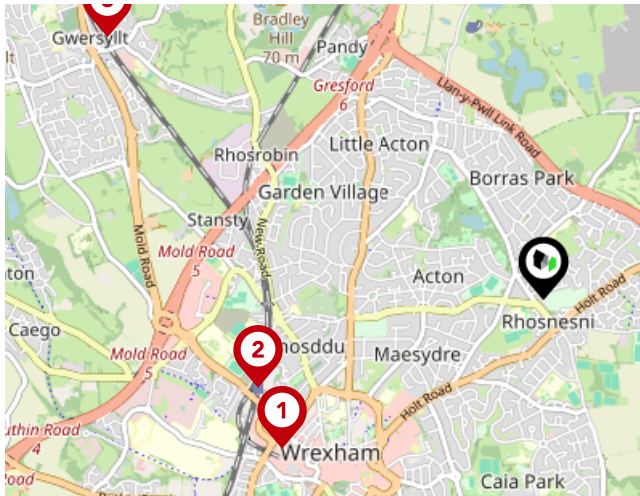 Bradley
Hill
70 m
Gwersyllt
Pandy
Gresford
6
Llan-y-Pwll Link Road
Little Acton
Rhosrobin
Borras Park
Garden Village
Stansty
New Road
Mold Road
Mold Road
5
Acton
Holt Road
Rhosnesni
Caego
Mold Road
5
2
hosddu
Maesydre
Holt Road
1
uthin Road
4
Wrexham
Caia Park